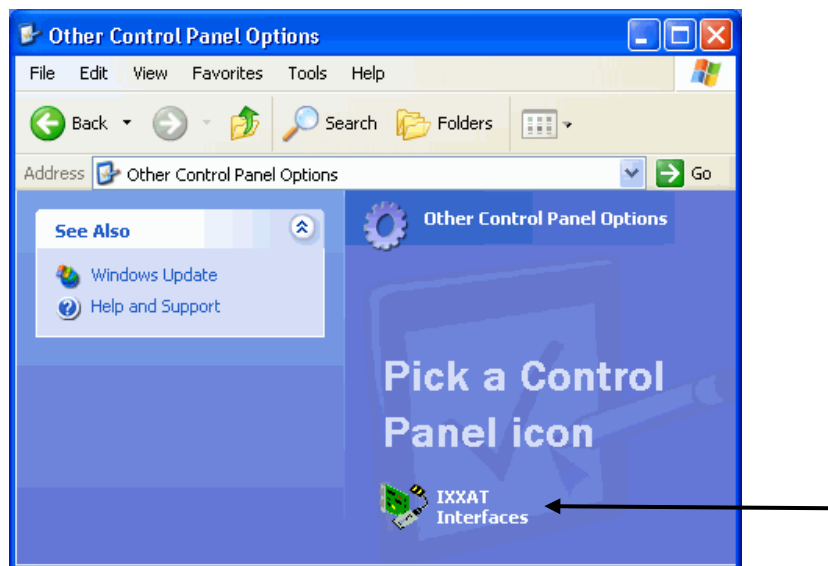 Other Control Panel Options
File Edit View Favorites Tools Help
Back Search Folders
Address Other Control Panel Options Go
See Also
Windows Update
Help and Support
Other Control Panel Options
Pick a Control
Panel icon
IXXAT
Interfaces